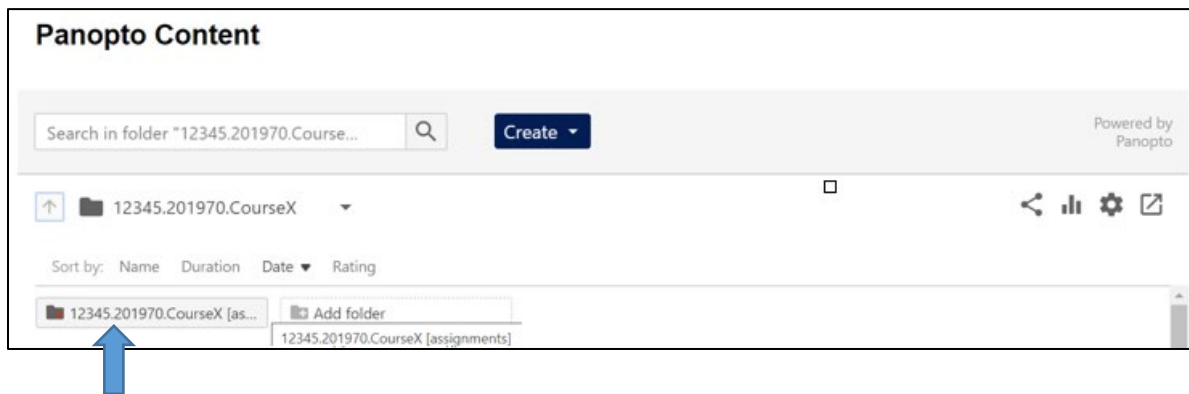 Panopto Content
Search in folder "12345.201970.Course...
Create
Powered by
Panopto
12345.201970.CourseX
Sort by: Name Duration Date Rating
12345.201970.CourseX [as...
Add folder
12345.201970.CourseX [assignments]